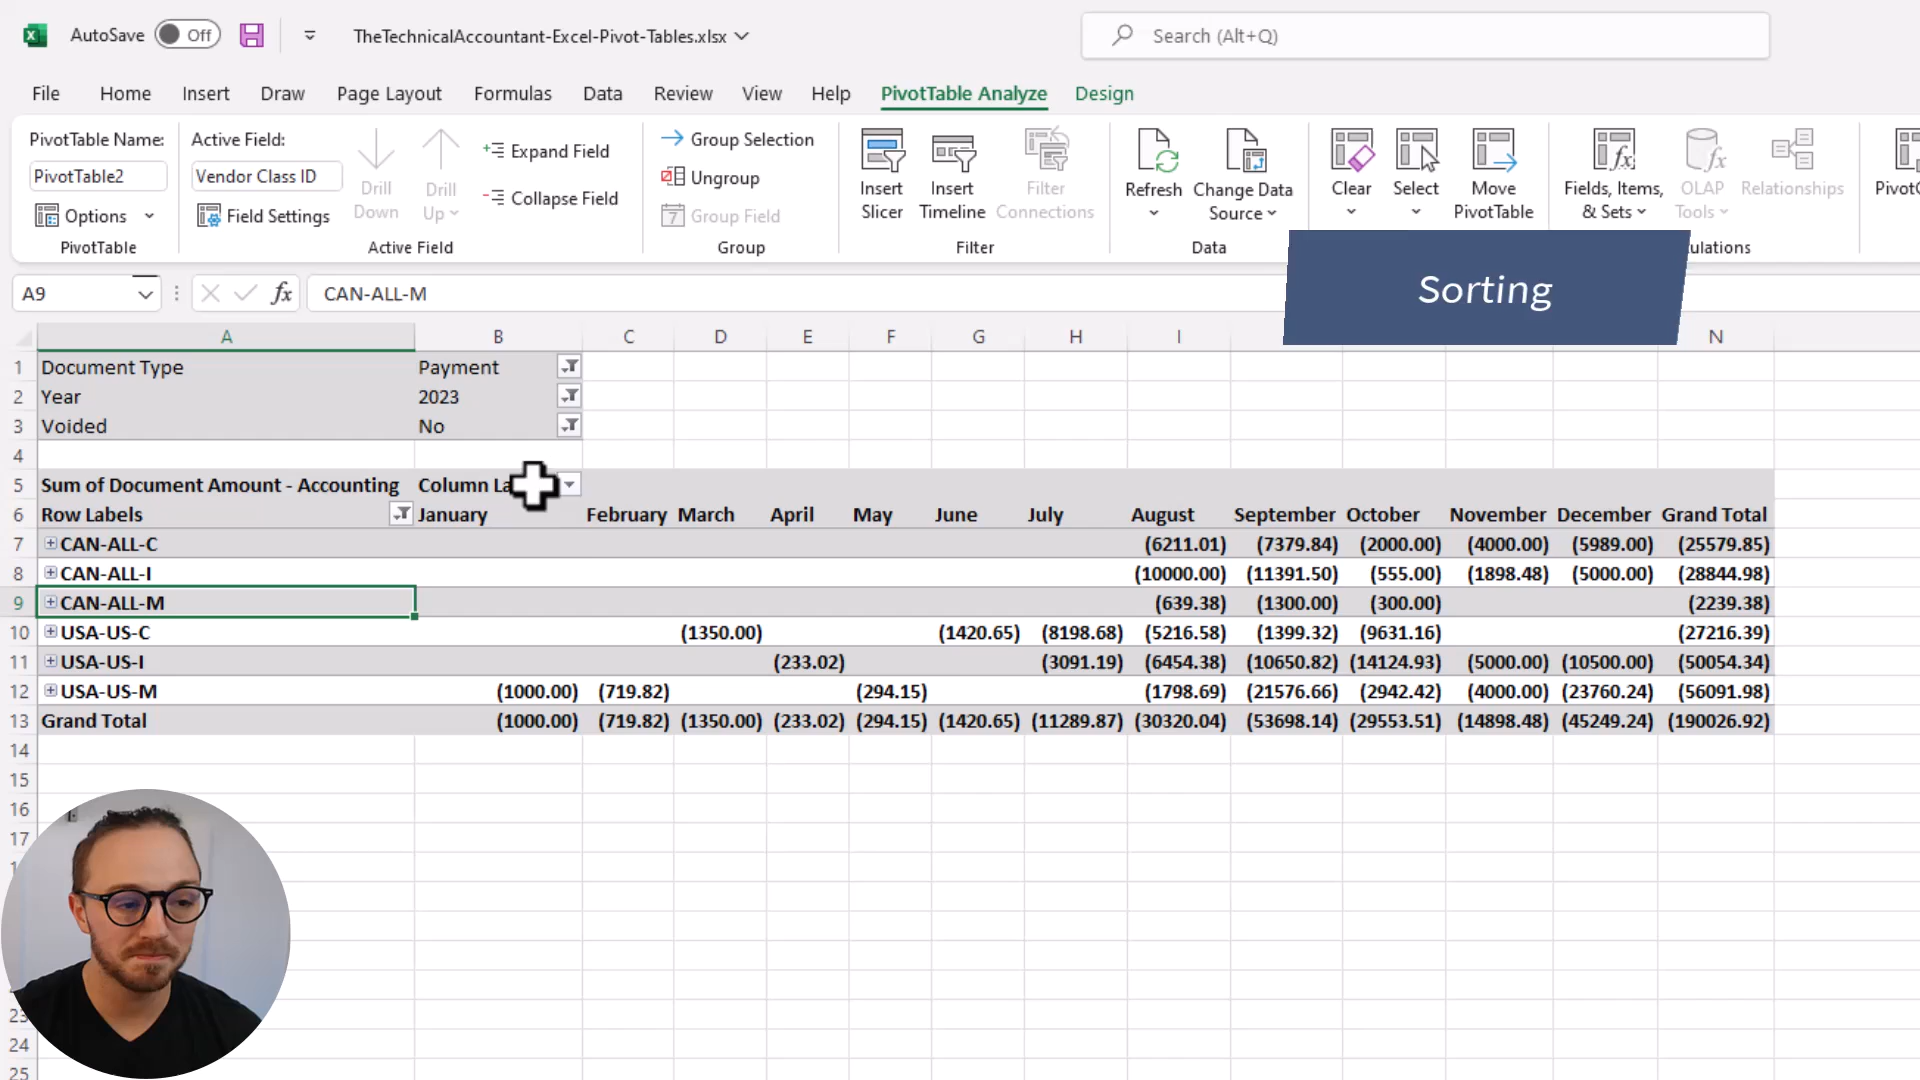 AutoSave Off TheTechnicalAccountant-Excel-Pivot-Tables.xlsx Search (Alt+Q)
File Home Insert Draw Page Layout Formulas Data Review View Help PivotTable Analyze Design
PivotTable Name:
PivotTable2
Options
PivotTable
Active Field:
Vendor Class ID
Field Settings
Drill Down
Drill Up
Expand Field
Collapse Field
Active Field
Group Selection
Ungroup
7 Group Field
Group
Insert Slicer
Insert Timeline
Filter Connections
Filter
Refresh
Change Data Source
Data
Clear
Select
Move PivotTable
Fields, Items, & Sets
OLAP Tools
Relationships
Sorting
A9 fx CAN-ALL-M
A B C D E F G H I N
1 Document Type Payment
2 Year 2023
3 Voided No
4
5 Sum of Document Amount - Accounting Column
6 Row Labels January February March April May June July August September October November December Grand Total
7 CAN-ALL-C (6211.01) (7379.84) (2000.00) (4000.00) (5989.00) (25579.85)
8 CAN-ALL-I (10000.00) (11391.50) (555.00) (1898.48) (5000.00) (28844.98)
9 CAN-ALL-M (639.38) (1300.00) (300.00) (2239.38)
10 USA-US-C (1350.00) (1420.65) (8198.68) (5216.58) (1399.32) (9631.16) (27216.39)
11 USA-US-I (233.02) (3091.19) (6454.38) (10650.82) (14124.93) (5000.00) (10500.00) (50054.34)
12 USA-US-M (1000.00) (719.82) (294.15) (1798.69) (21576.66) (2942.42) (4000.00) (23760.24) (56091.98)
13 Grand Total (1000.00) (719.82) (1350.00) (233.02) (294.15) (1420.65) (11289.87) (30320.04) (53698.14) (29553.51) (14898.48) (45249.24) (190026.92)
14
15
16
17
24
25